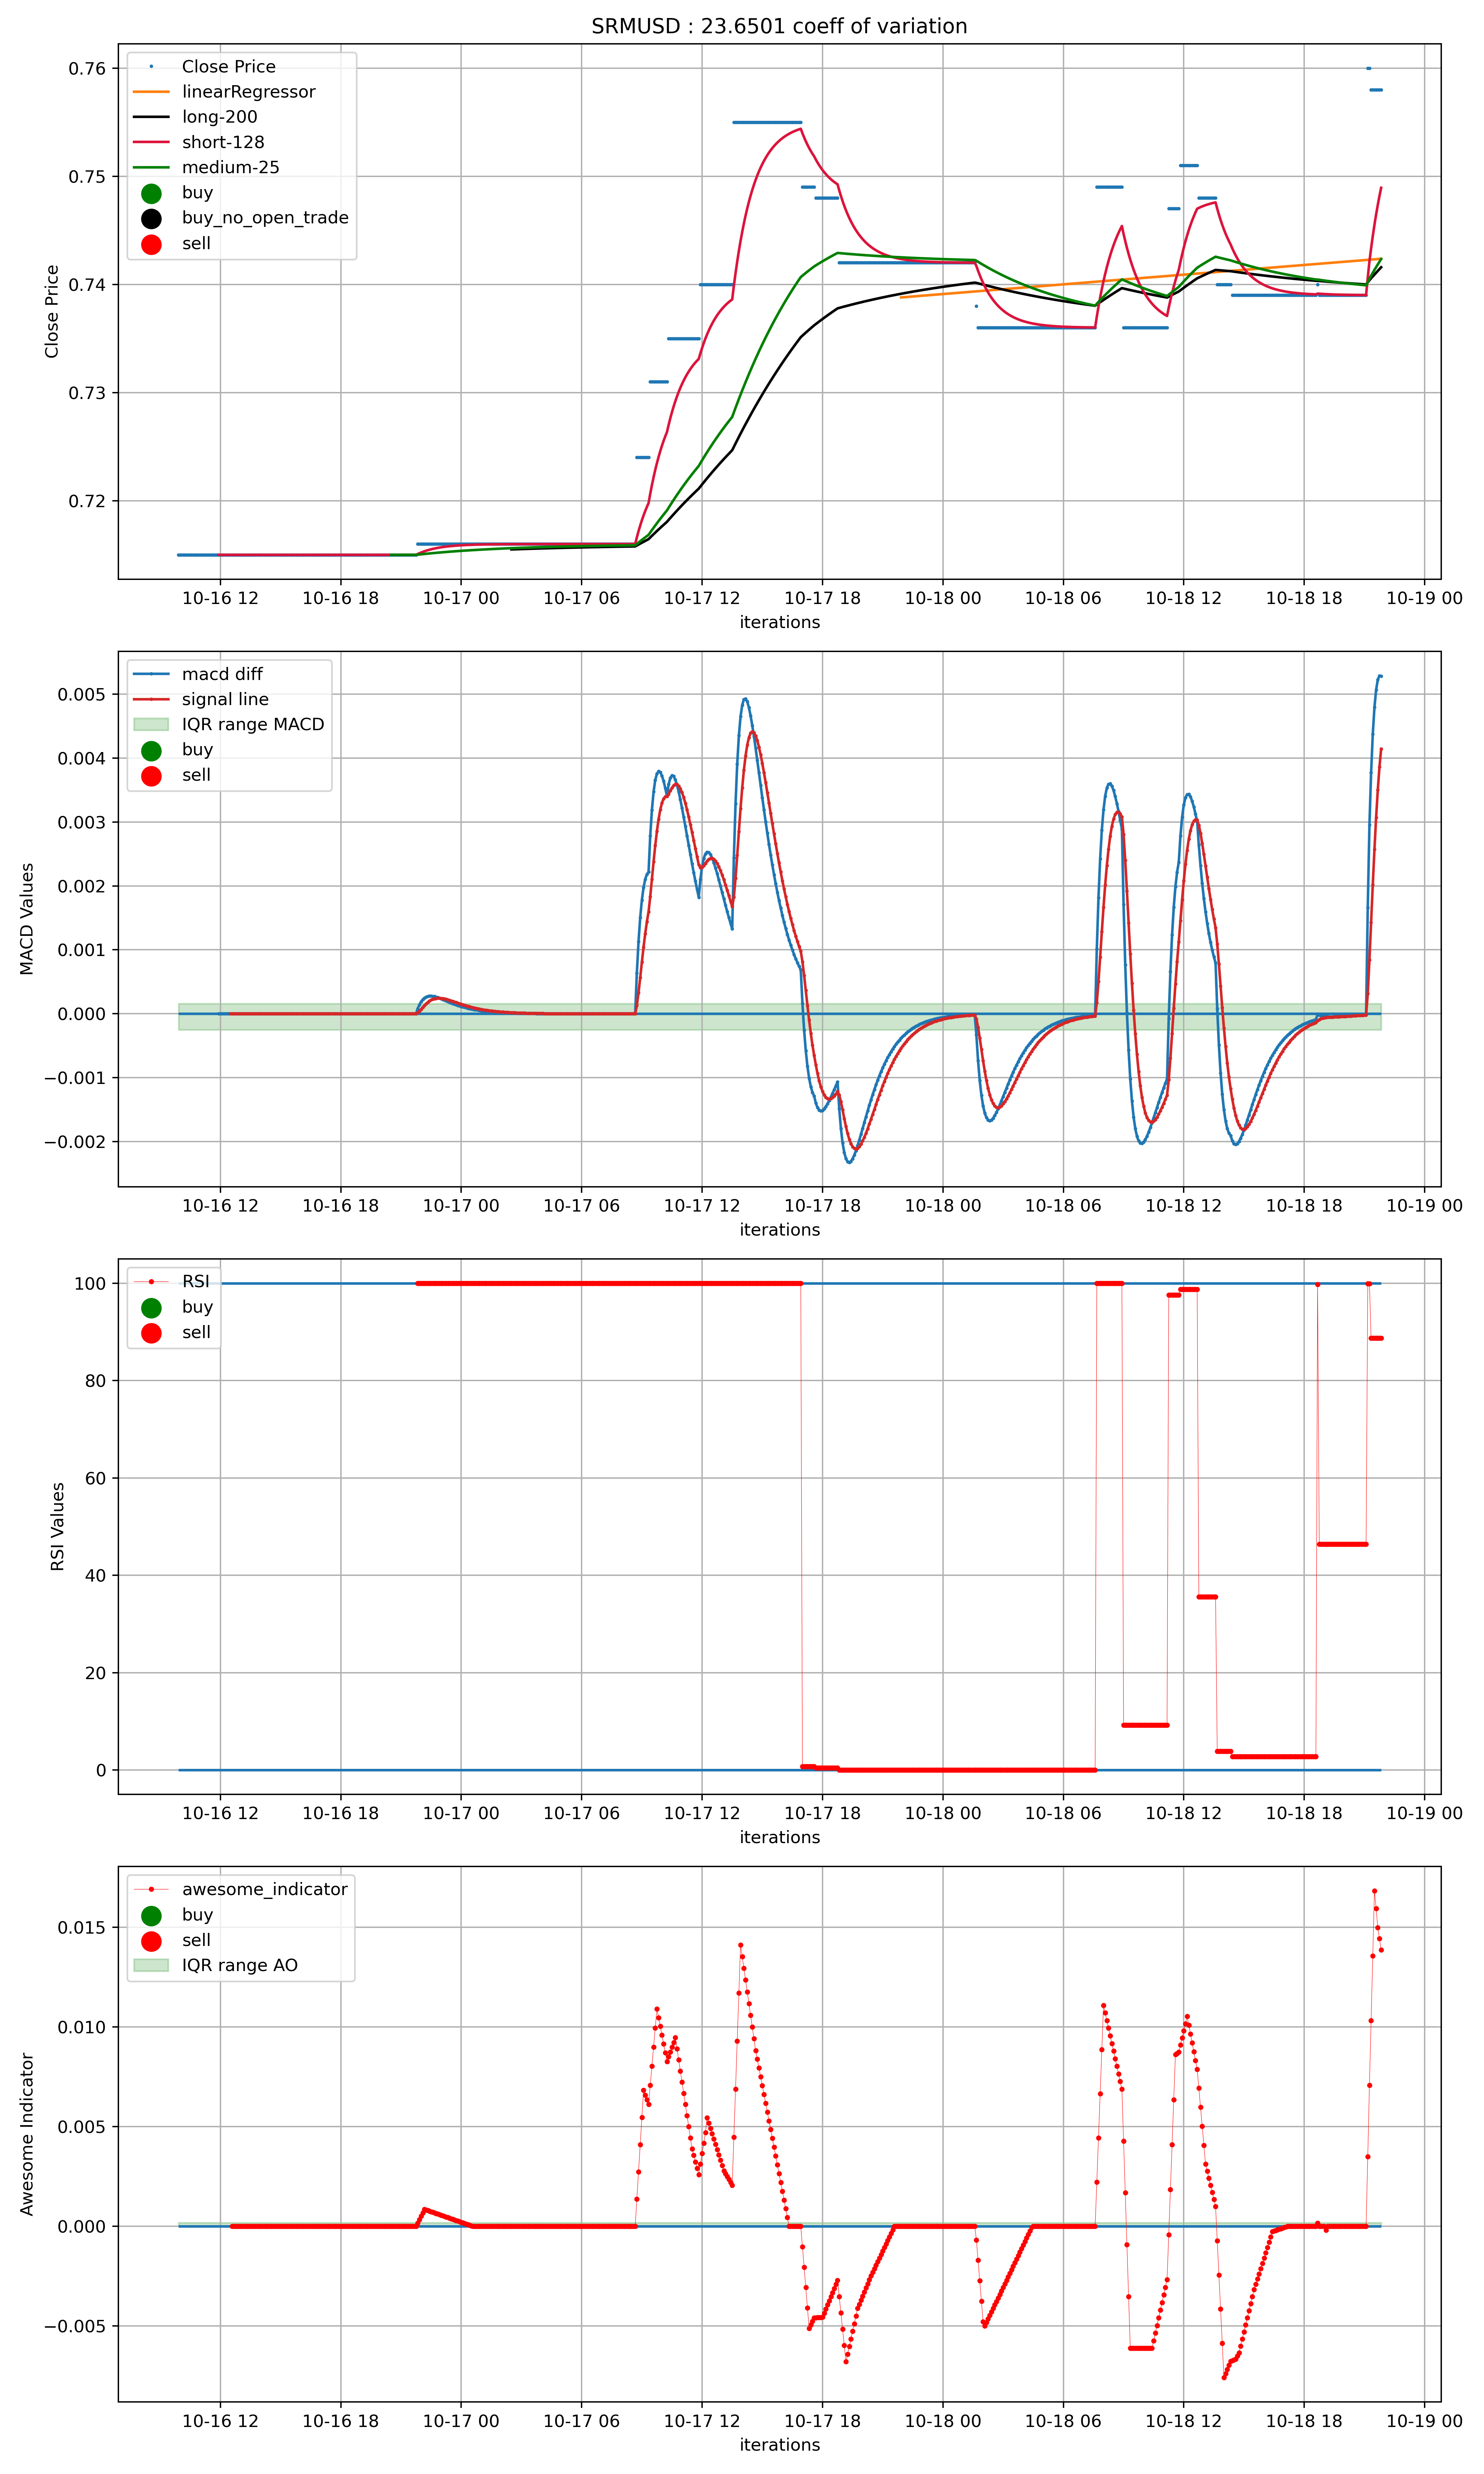 SRMUSD : 23.6501 coeff of variation
Close Price
linearRegressor
long-200
short-128
medium-25
buy
buy_no_open_trade
sell
Close Price
0.76
0.75
0.74
0.73
0.72
10-16 12 10-16 18 10-17 00 10-17 06 10-17 12 10-17 18 10-18 00 10-18 06 10-18 12 10-18 18 10-19 00
iterations
macd diff
signal line
IQR range MACD
buy
sell
MACD Values
0.005
0.004
0.003
0.002
0.001
0.000
−0.001
−0.002
10-16 12 10-16 18 10-17 00 10-17 06 10-17 12 10-17 18 10-18 00 10-18 06 10-18 12 10-18 18 10-19 00
iterations
RSI
buy
sell
RSI Values
100
80
60
40
20
0
10-16 12 10-16 18 10-17 00 10-17 06 10-17 12 10-17 18 10-18 00 10-18 06 10-18 12 10-18 18 10-19 00
iterations
awesome_indicator
buy
sell
IQR range AO
Awesome Indicator
0.015
0.010
0.005
0.000
−0.005
10-16 12 10-16 18 10-17 00 10-17 06 10-17 12 10-17 18 10-18 00 10-18 06 10-18 12 10-18 18 10-19 00
iterations